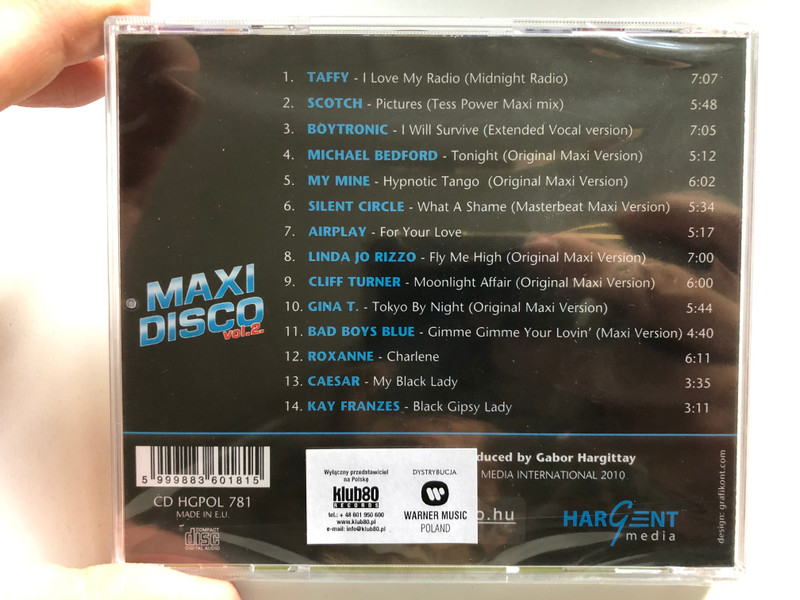 1. TAFFY - I Love My Radio (Midnight Radio) 7:07
2. SCOTCH - Pictures (Tess Power Maxi mix) 5:48
3. BOYTRONIC - I Will Survive (Extended Vocal version) 7:05
4. MICHAEL BEDFORD - Tonight (Original Maxi Version) 5:12
5. MY MINE - Hypnotic Tango (Original Maxi Version) 6:02
6. SILENT CIRCLE - What A Shame (Masterbeat Maxi Version) 5:34
7. AIRPLAY - For Your Love 5:17
8. LINDA JO RIZZO - Fly Me High (Original Maxi Version) 7:00
9. CLIFF TURNER - Moonlight Affair (Original Maxi Version) 6:00
10. GINA T. - Tokyo By Night (Original Maxi Version) 5:44
11. BAD BOYS BLUE - Gimme Gimme Your Lovin' (Maxi Version) 4:40
12. ROXANNE - Charlene 6:11
13. CAESAR - My Black Lady 3:35
14. KAY FRANZES - Black Gipsy Lady 3:11
MAXI
DISCO
vol.2.
5 999883 601815
CD HGPOL 781
MADE IN E.U.
COMPACT
disc
DIGITAL AUDIO
Wyłączny przedstawiciel
na Polskę
klub80
RECORDS
tel.: + 48 601 950 600
www.klub80.pl
e-mail: info@klub80.pl
DYSTRYBUCJA
WARNER MUSIC
POLAND
duced by Gabor Hargittay
MEDIA INTERNATIONAL 2010
o.hu
HARGENT
media
design: grafikont.com